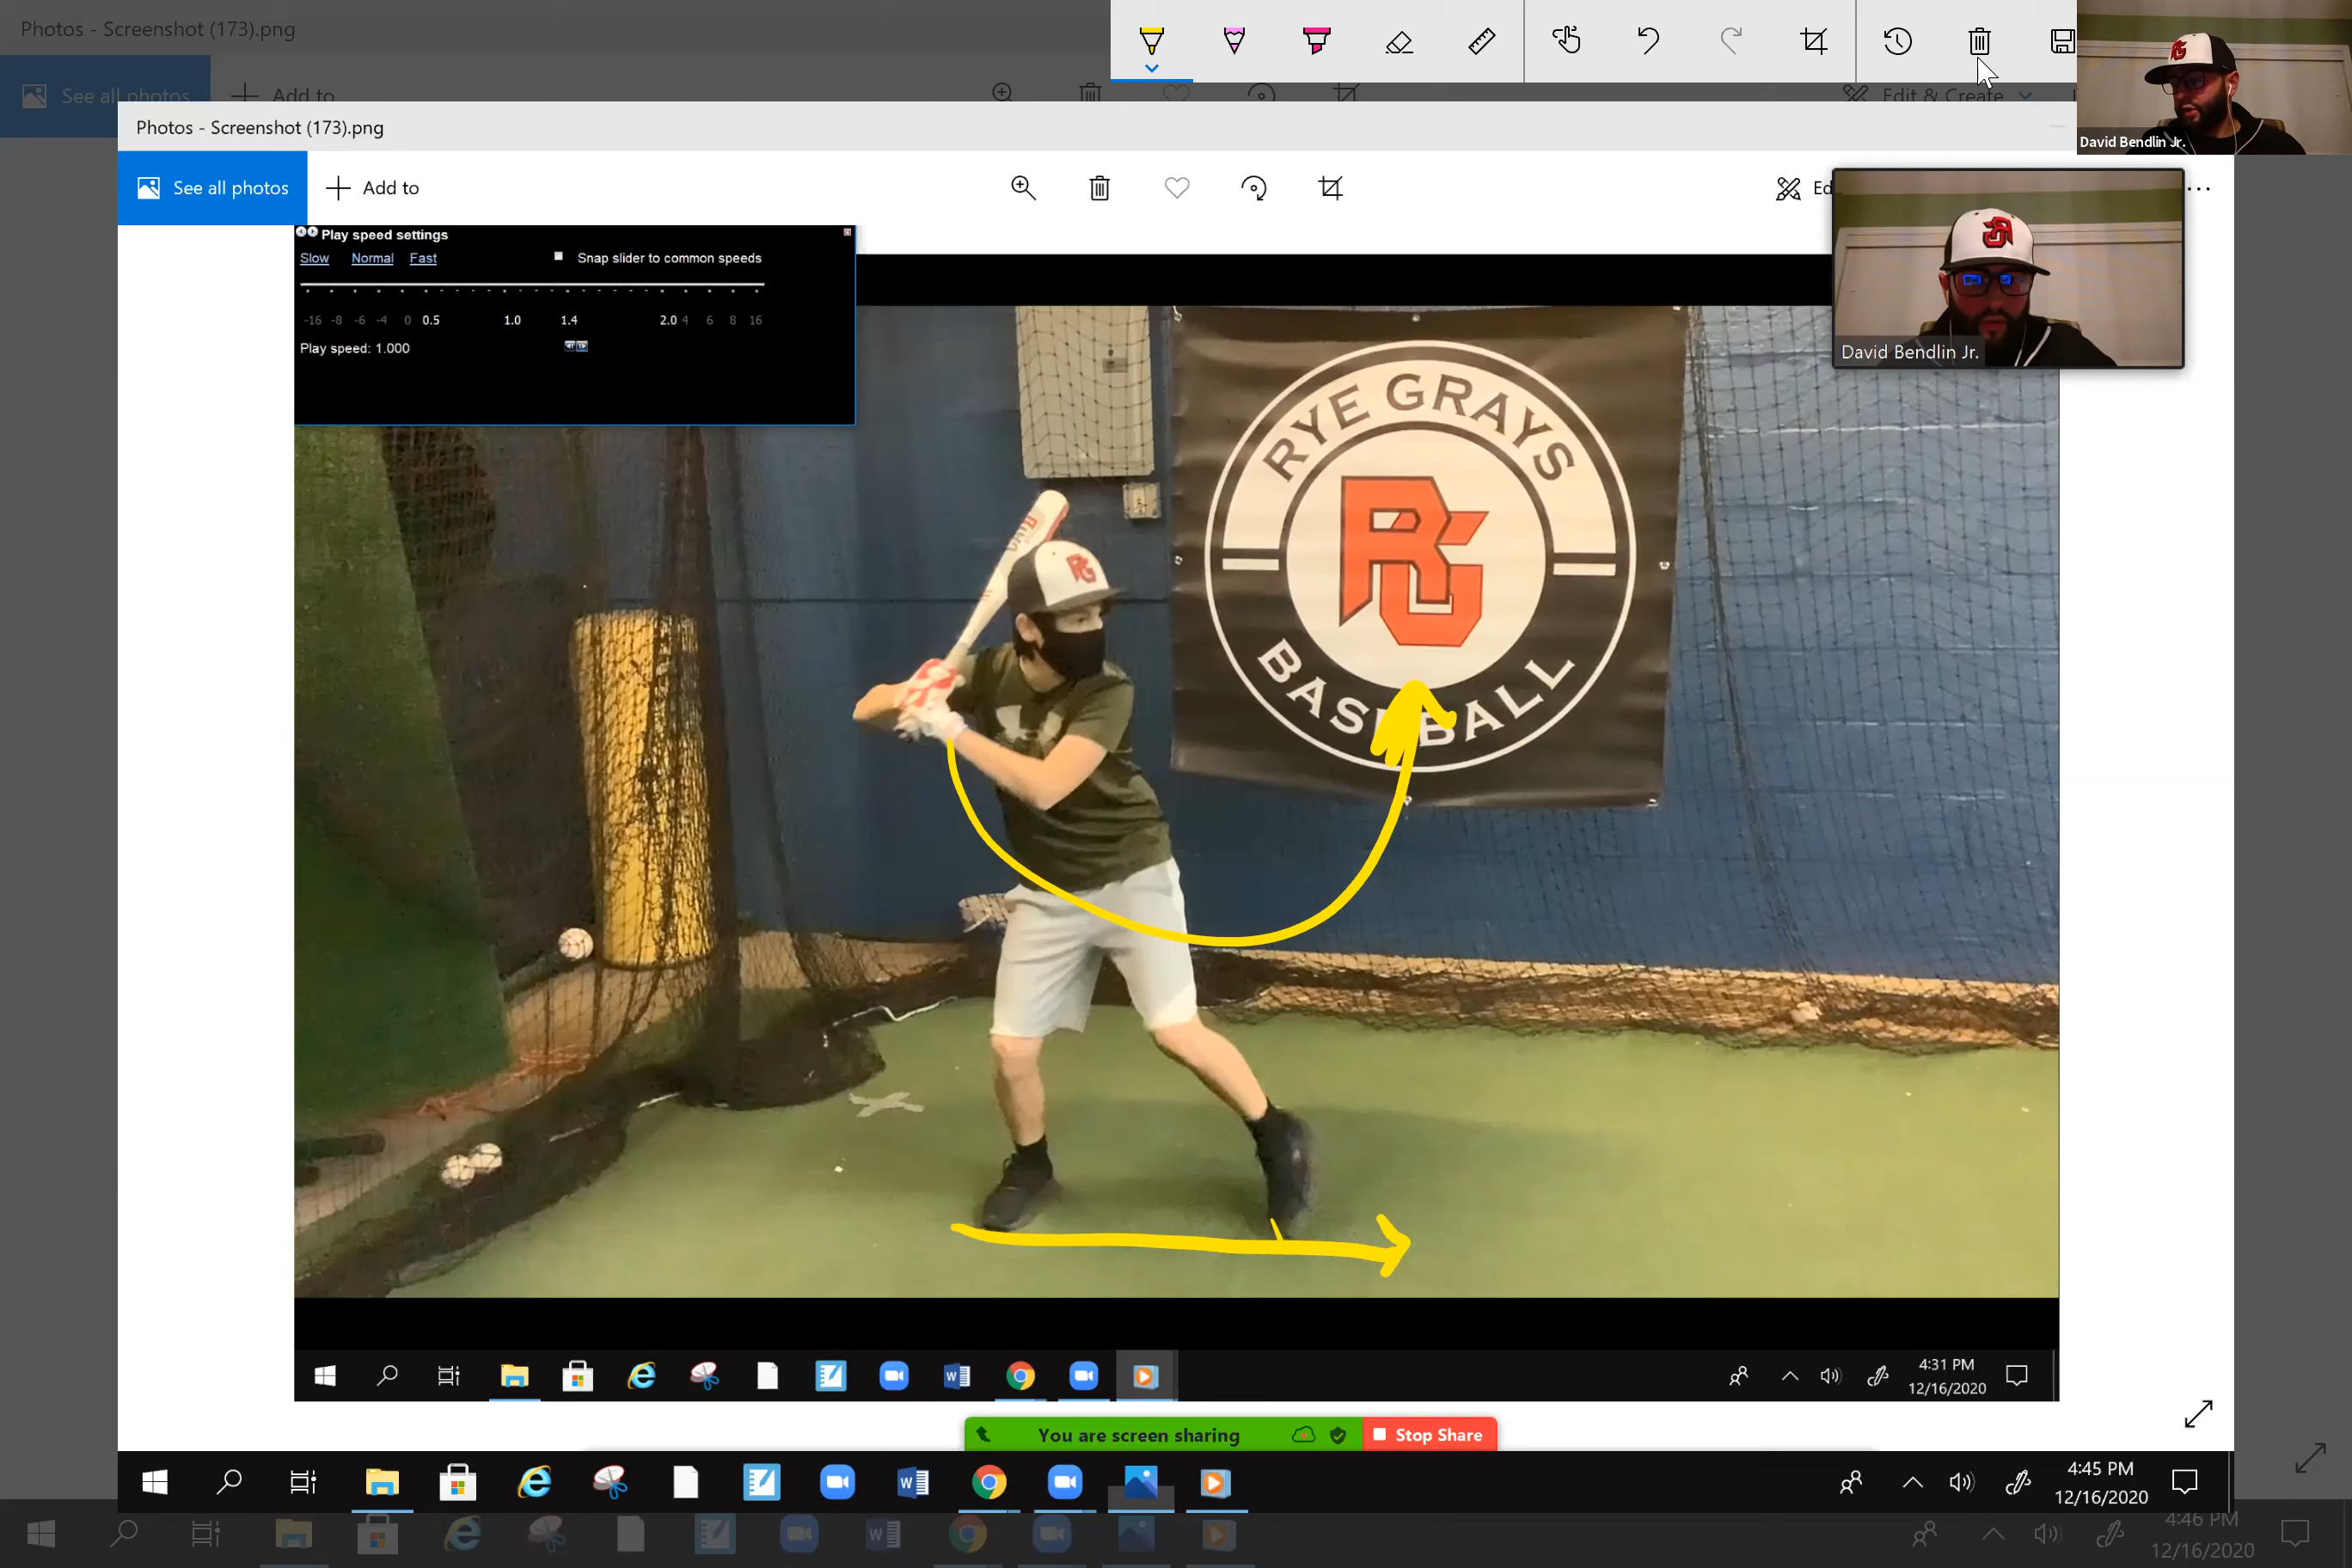 Photos - Screenshot (173).png
See all photos
Add to
Edit & Create
David Bendlin Jr.
Photos - Screenshot (173).png
See all photos
Add to
Ed
David Bendlin Jr.
Play speed settings
Slow Normal Fast
Snap slider to common speeds
-16 -8 -6 -4 0 0.5 1.0 1.4 2.0 4 6 8 16
Play speed: 1.000
RYE GRAYS
RG
BASEBALL
RG
4:31 PM
12/16/2020
You are screen sharing
Stop Share
4:45 PM
12/16/2020
4:46 PM
12/16/2020